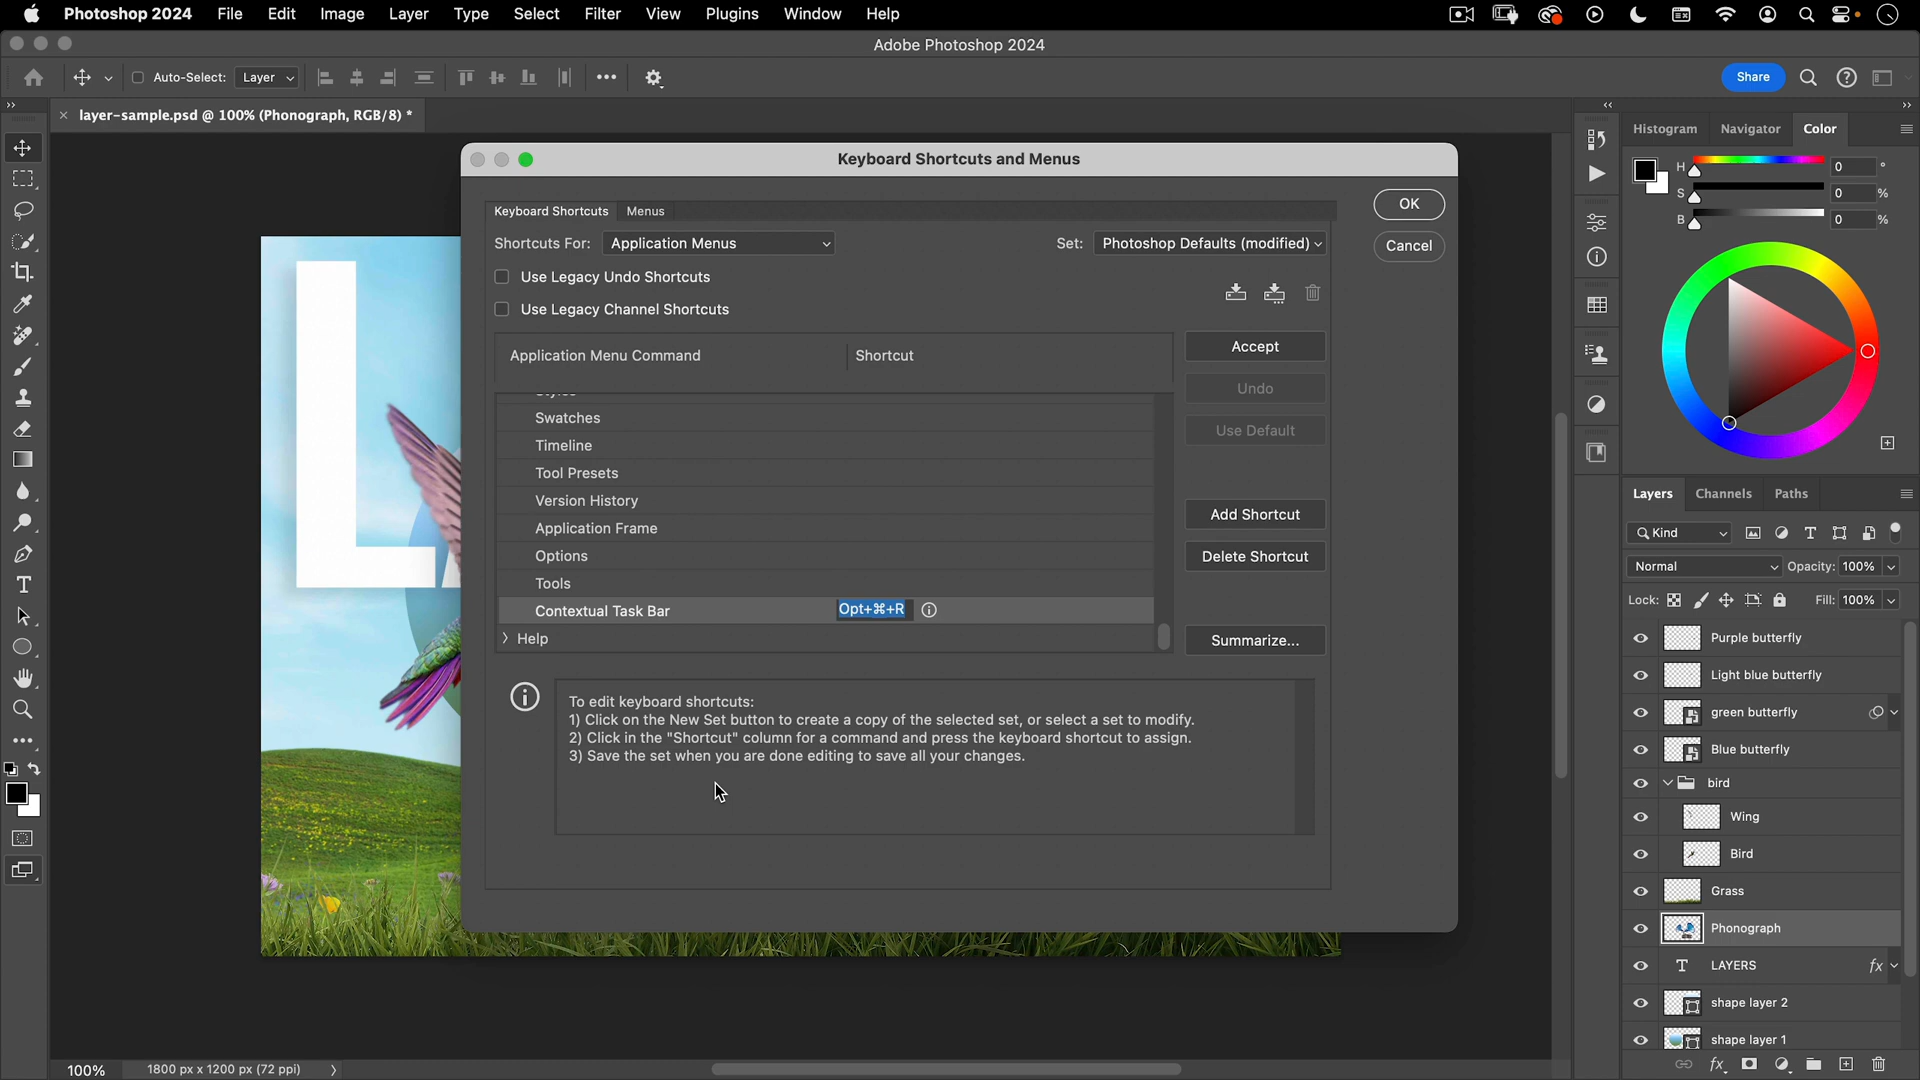 Photoshop 2024 File Edit Image Layer Type Select Filter View Plugins Window Help
Adobe Photoshop 2024
Auto-Select: Layer
Share
layer-sample.psd @ 100% (Phonograph, RGB/8) *
Keyboard Shortcuts and Menus
Keyboard Shortcuts Menus
OK
Cancel
Shortcuts For: Application Menus
Set: Photoshop Defaults (modified)
Use Legacy Undo Shortcuts
Use Legacy Channel Shortcuts
Application Menu Command Shortcut
Swatches
Timeline
Tool Presets
Version History
Application Frame
Options
Tools
Contextual Task Bar Opt+⌘+R
Help
Accept
Undo
Use Default
Add Shortcut
Delete Shortcut
Summarize...
To edit keyboard shortcuts:
1) Click on the New Set button to create a copy of the selected set, or select a set to modify.
2) Click in the "Shortcut" column for a command and press the keyboard shortcut to assign.
3) Save the set when you are done editing to save all your changes.
L
Histogram Navigator Color
H 0 °
S 0 %
B 0 %
Layers Channels Paths
Kind
Normal Opacity: 100%
Lock: Fill: 100%
Purple butterfly
Light blue butterfly
green butterfly
Blue butterfly
bird
Wing
Bird
Grass
Phonograph
LAYERS fx
shape layer 2
shape layer 1
fx
100% 1800 px x 1200 px (72 ppi)